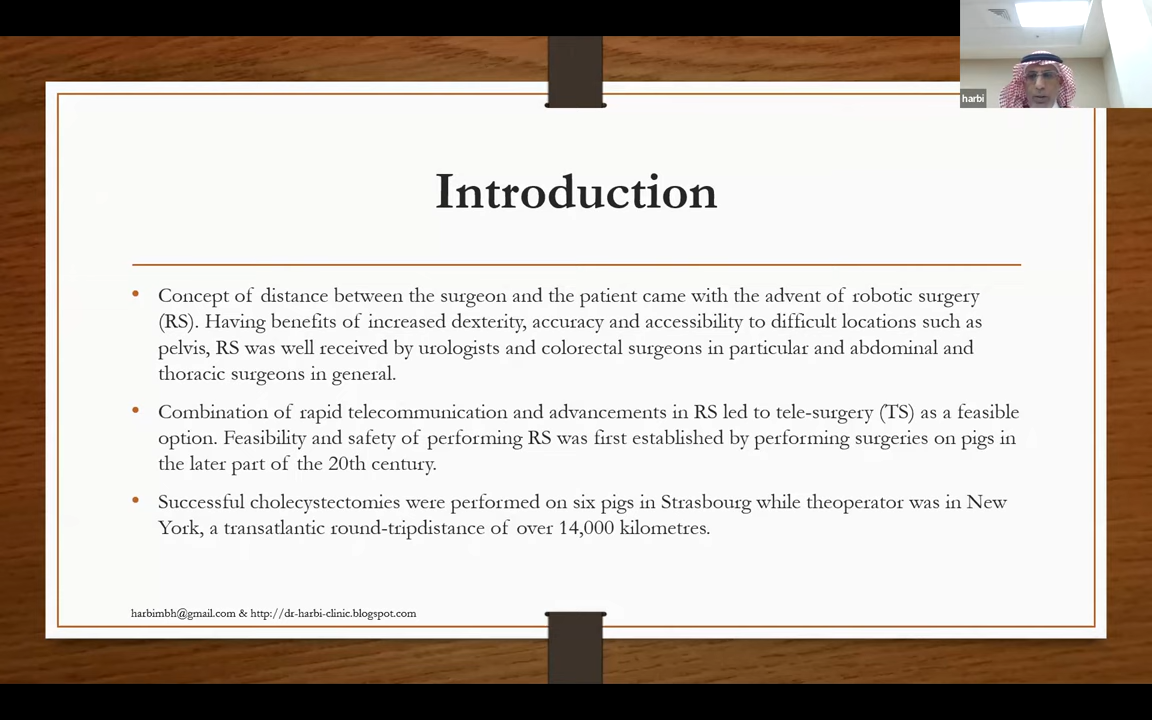 harbi
Introduction
• Concept of distance between the surgeon and the patient came with the advent of robotic surgery
(RS). Having benefits of increased dexterity, accuracy and accessibility to difficult locations such as
pelvis, RS was well received by urologists and colorectal surgeons in particular and abdominal and
thoracic surgeons in general.
• Combination of rapid telecommunication and advancements in RS led to tele-surgery (TS) as a feasible
option. Feasibility and safety of performing RS was first established by performing surgeries on pigs in
the later part of the 20th century.
• Successful cholecystectomies were performed on six pigs in Strasbourg while theoperator was in New
York, a transatlantic round-tripdistance of over 14,000 kilometres.
harbimbh@gmail.com & http://dr-harbi-clinic.blogspot.com